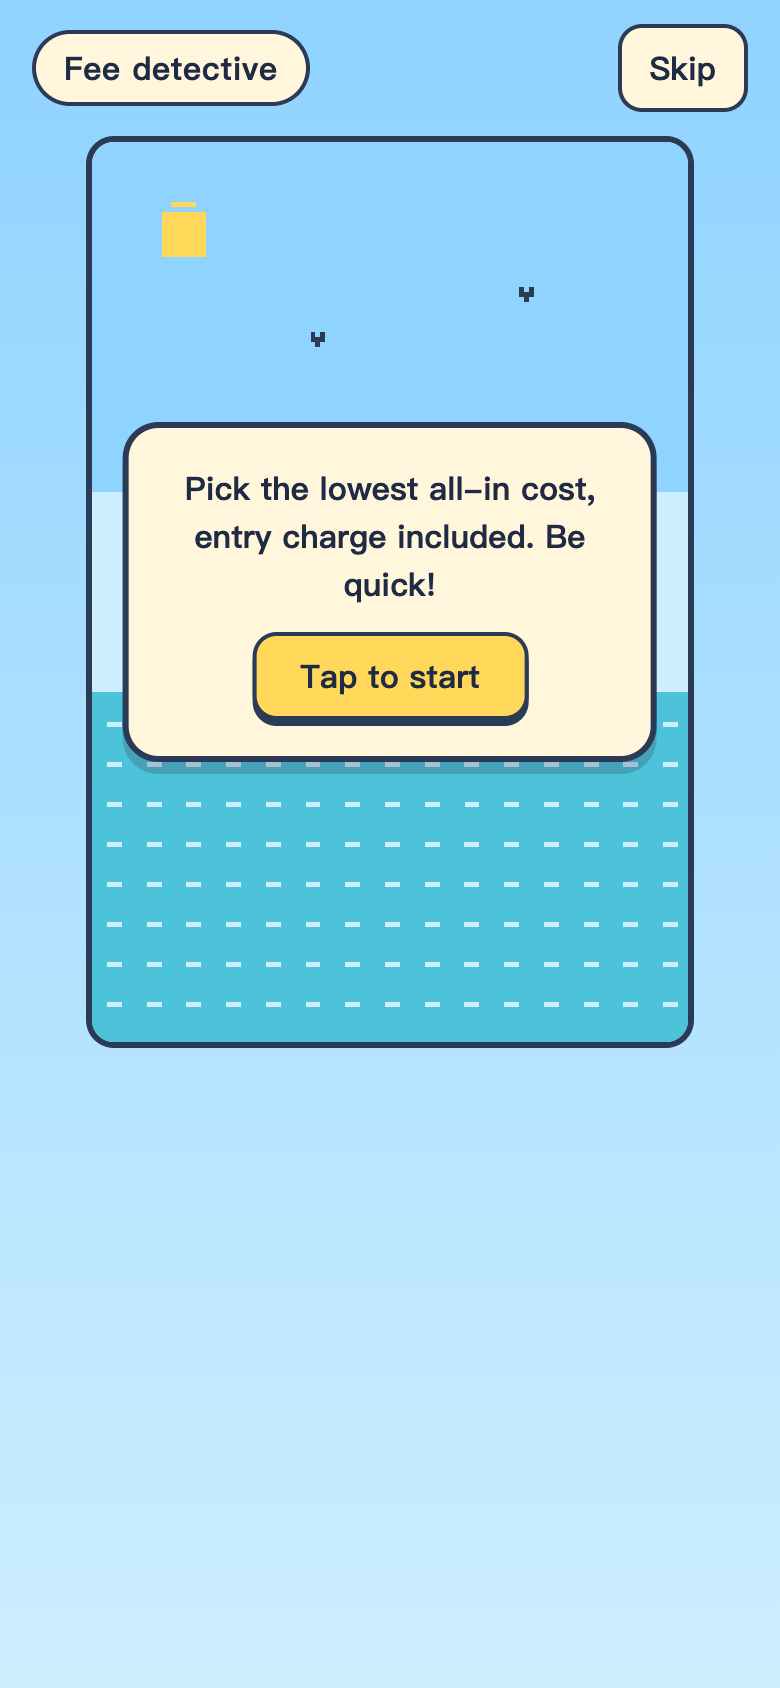 Fee detective
Skip
Pick the lowest all-in cost,
entry charge included. Be
quick!
Tap to start